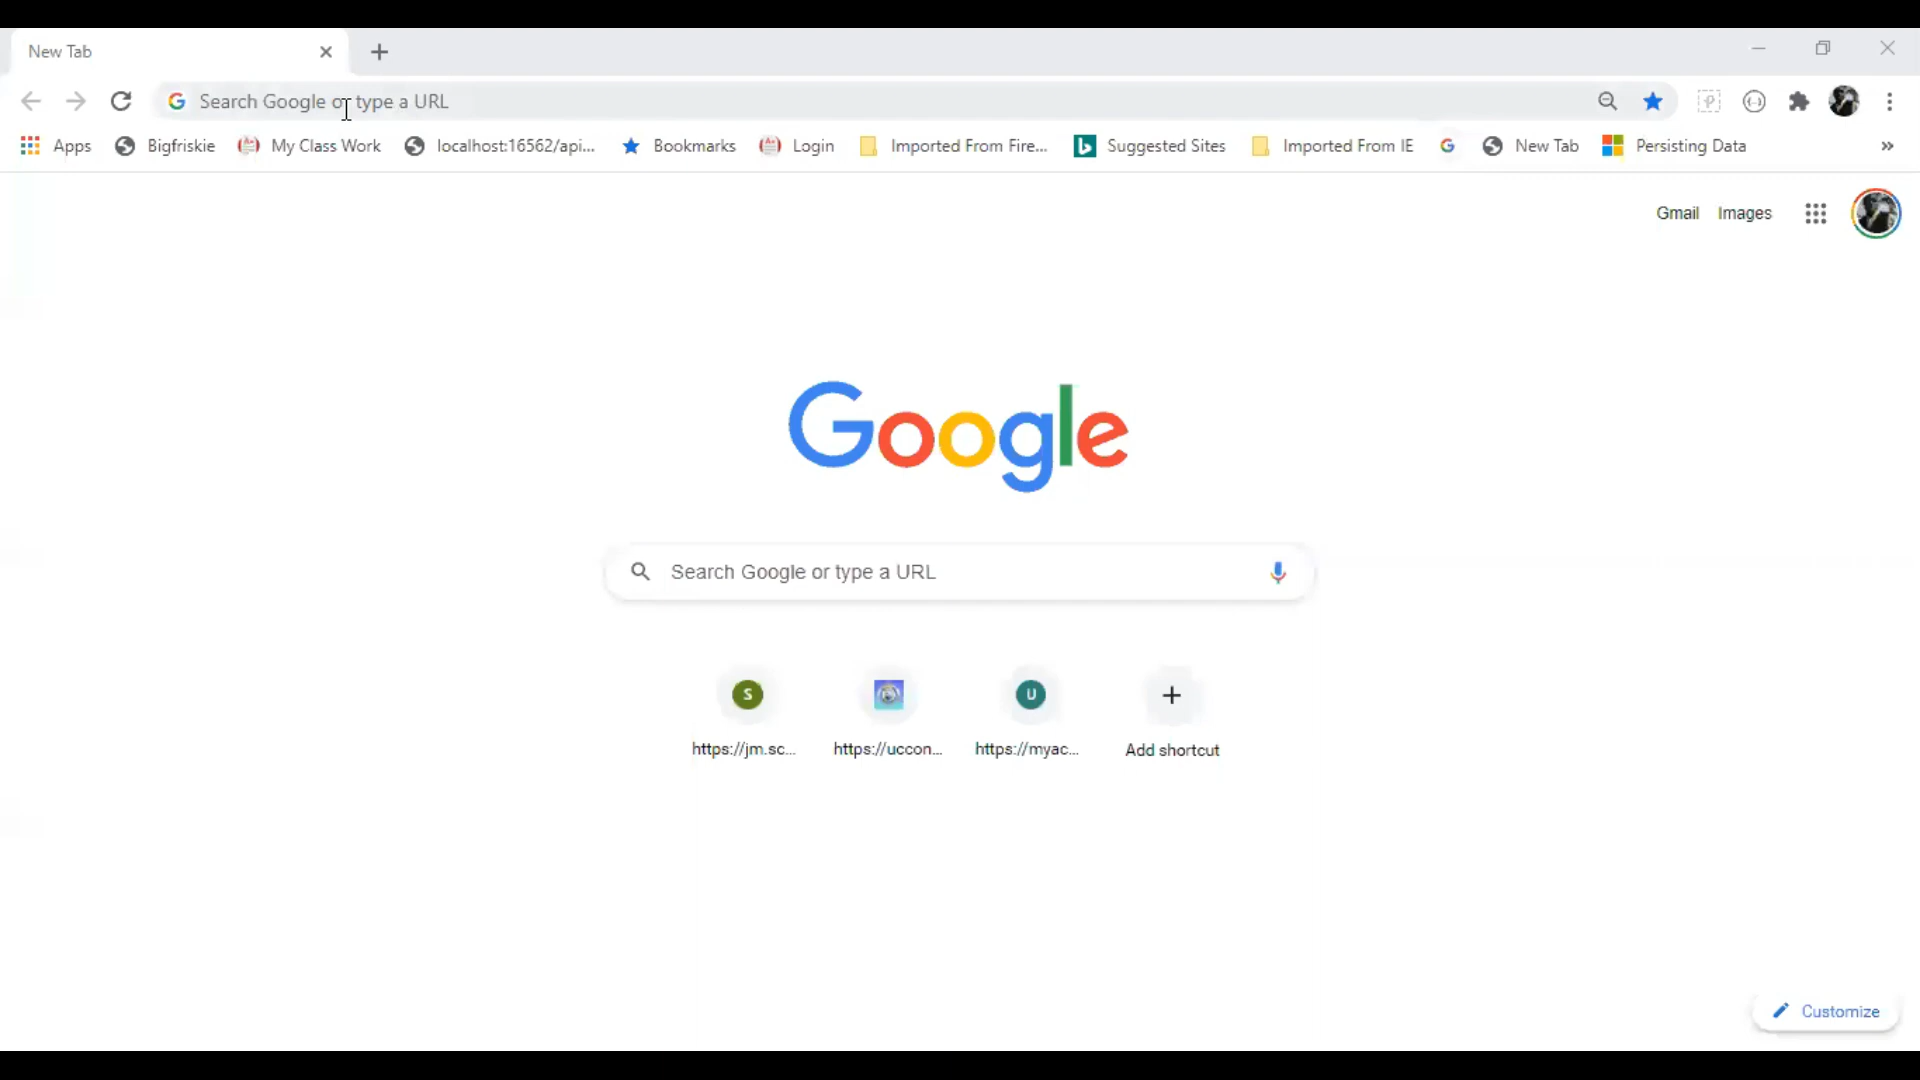 New Tab
Search Google or type a URL
Apps Bigfriskie My Class Work localhost:16562/api... Bookmarks Login Imported From Fire... Suggested Sites Imported From IE New Tab Persisting Data »
Gmail Images
Google
Search Google or type a URL
S U
https://jm.sc... https://uccon... https://myac... Add shortcut
Customize